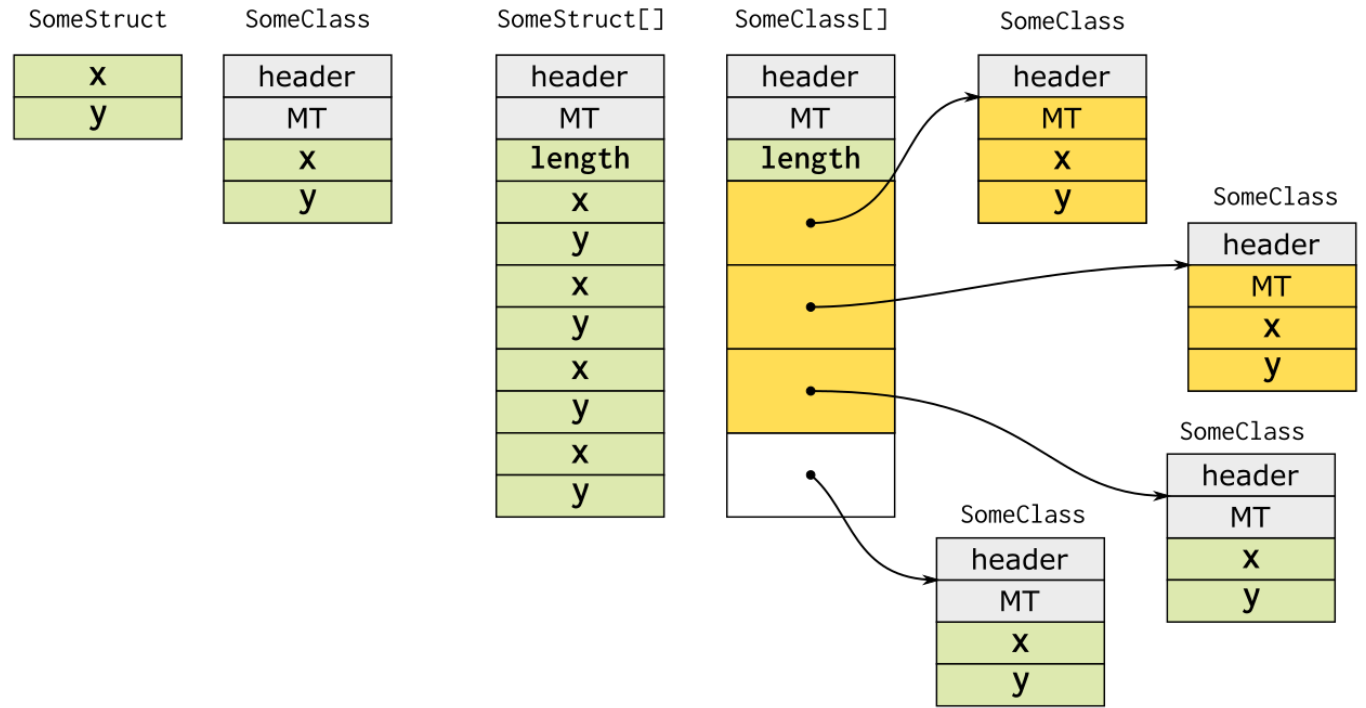 SomeStruct
x
y
SomeClass
header
MT
x
y
SomeStruct[]
header
MT
length
x
y
x
y
x
y
x
y
SomeClass[]
header
MT
length
SomeClass
header
MT
x
y
SomeClass
header
MT
x
y
SomeClass
header
MT
x
y
SomeClass
header
MT
x
y